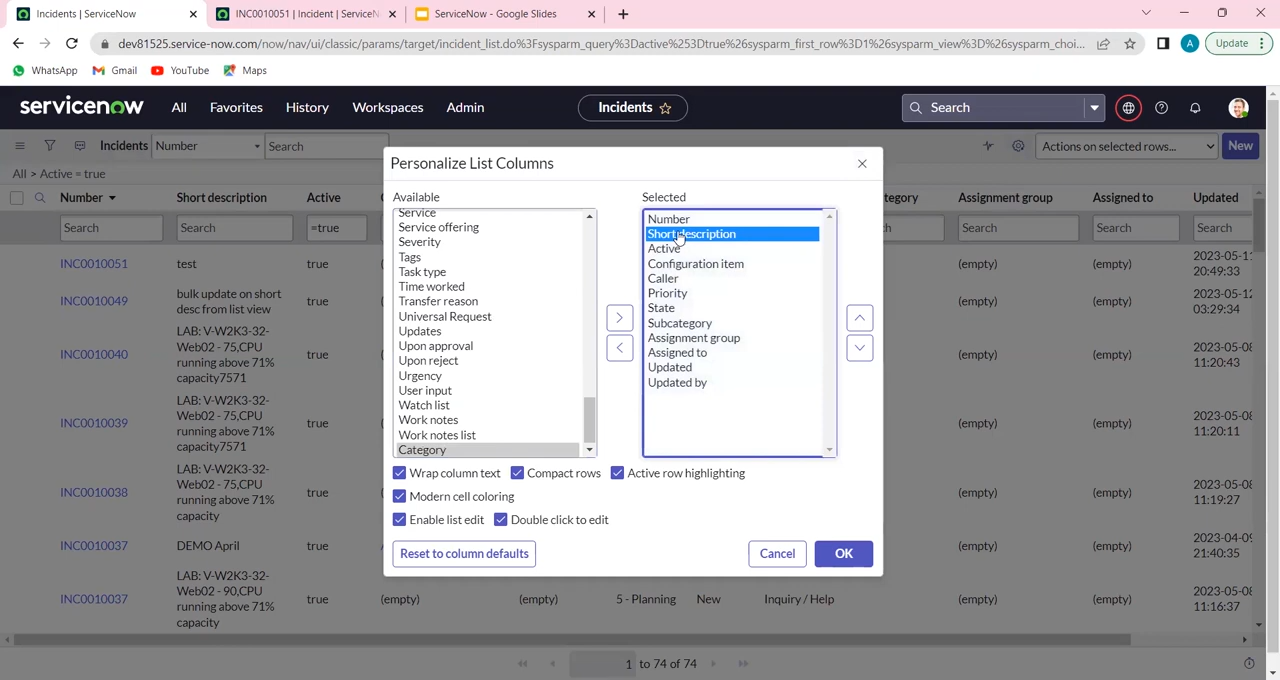 Incidents | ServiceNow
INC0010051 | Incident | ServiceN
ServiceNow - Google Slides
dev81525.service-now.com/now/nav/ui/classic/params/target/incident_list.do%3Fsysparm_query%3Dactive%253Dtrue%26sysparm_first_row%3D1%26sysparm_view%3D%26sysparm_choi...
A
Update
WhatsApp
Gmail
YouTube
Maps
servicenow
All
Favorites
History
Workspaces
Admin
Incidents
Search
Incidents
Number
Search
Actions on selected rows...
New
All > Active = true
Number
Short description
Active
Assignment group
Assigned to
Updated
Search
Search
=true
Search
Search
Search
INC0010051
test
true
(empty)
(empty)
20:49:33
INC0010049
bulk update on short
desc from list view
true
(empty)
(empty)
2023-05-12
03:29:34
INC0010040
LAB: V-W2K3-32-
Web02 - 75,CPU
running above 71%
capacity7571
true
(empty)
(empty)
2023-05-08
11:20:43
INC0010039
LAB: V-W2K3-32-
Web02 - 75,CPU
running above 71%
capacity7571
true
(empty)
(empty)
2023-05-08
11:20:11
INC0010038
LAB: V-W2K3-32-
Web02 - 75,CPU
running above 71%
capacity
true
(empty)
(empty)
2023-05-08
11:19:27
INC0010037
DEMO April
true
(empty)
(empty)
2023-04-09
21:40:35
INC0010037
LAB: V-W2K3-32-
Web02 - 90,CPU
running above 71%
capacity
true
(empty)
(empty)
5 - Planning
New
Inquiry / Help
(empty)
(empty)
2023-05-08
11:16:37
1 to 74 of 74
Personalize List Columns
Available
Service
Service offering
Severity
Tags
Task type
Time worked
Transfer reason
Universal Request
Updates
Upon approval
Upon reject
Urgency
User input
Watch list
Work notes
Work notes list
Category
Selected
Number
Short description
Active
Configuration item
Caller
Priority
State
Subcategory
Assignment group
Assigned to
Updated
Updated by
Wrap column text
Compact rows
Active row highlighting
Modern cell coloring
Enable list edit
Double click to edit
Reset to column defaults
Cancel
OK